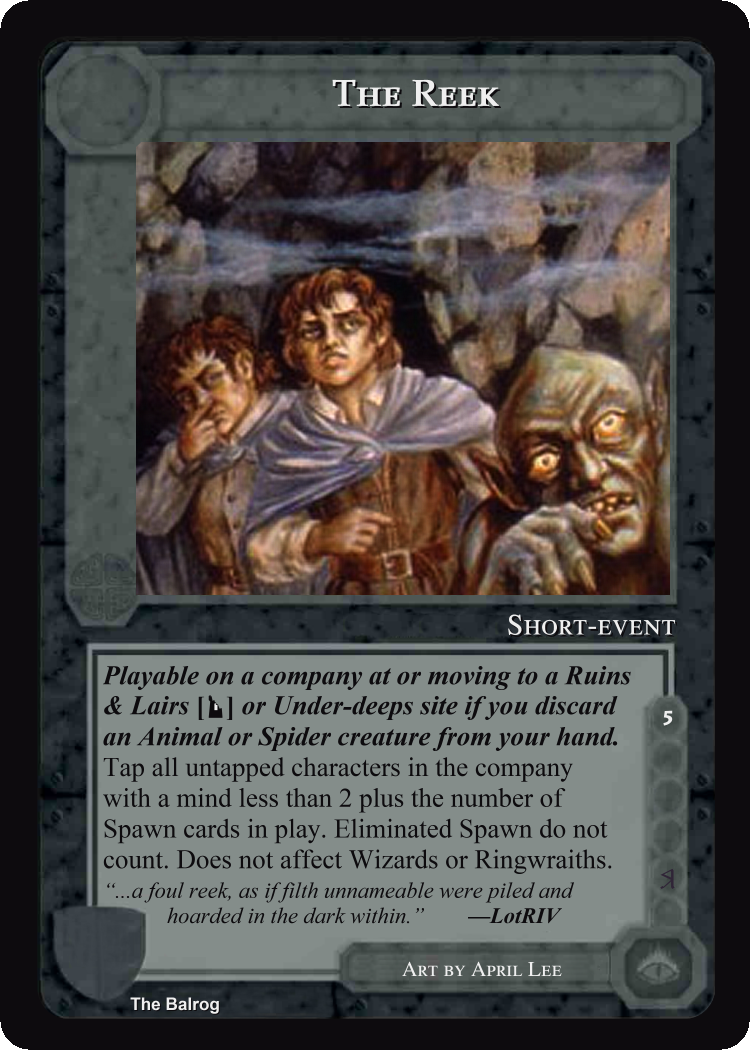 The Reek
Short-event
Playable on a company at or moving to a Ruins
& Lairs [ ] or Under-deeps site if you discard
an Animal or Spider creature from your hand.
Tap all untapped characters in the company
with a mind less than 2 plus the number of
Spawn cards in play. Eliminated Spawn do not
count. Does not affect Wizards or Ringwraiths.
“...a foul reek, as if filth unnameable were piled and
hoarded in the dark within.” —LotRIV
5
Art by April Lee
The Balrog